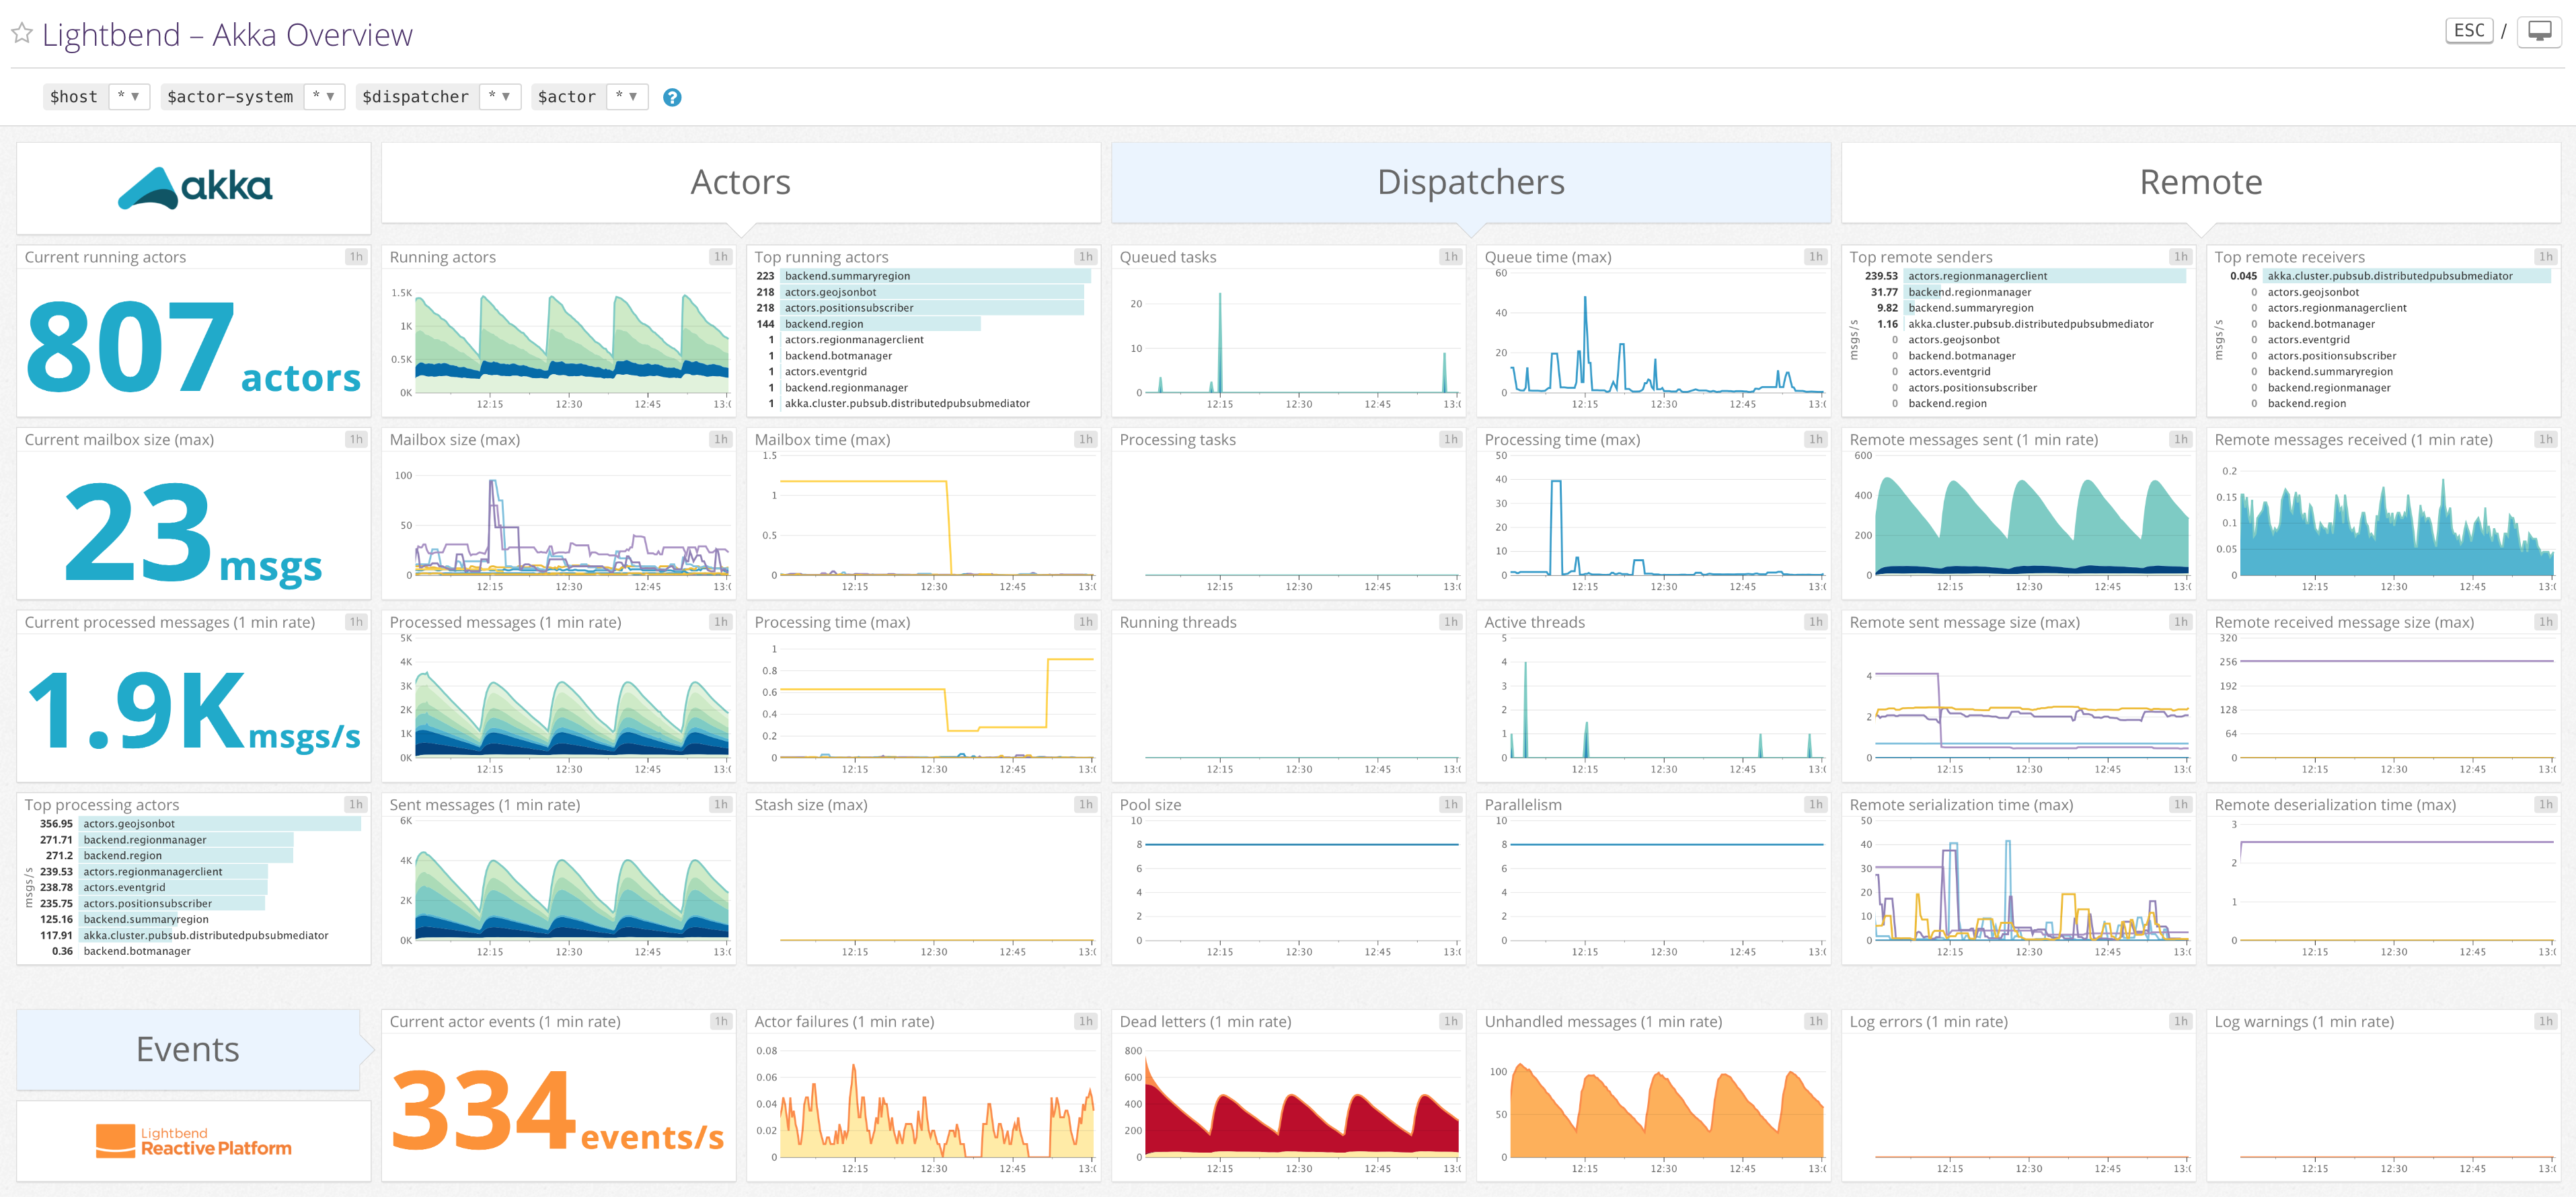 Lightbend – Akka Overview
ESC /
$host * ▼ $actor-system * ▼ $dispatcher * ▼ $actor * ▼ ?
akka
Actors
Dispatchers
Remote
Current running actors 1h
807 actors
Running actors 1h
1.5K
1K
0.5K
0K
12:15 12:30 12:45 13:0
Top running actors 1h
223 backend.summaryregion
218 actors.geojsonbot
218 actors.positionsubscriber
144 backend.region
1 actors.regionmanagerclient
1 backend.botmanager
1 actors.eventgrid
1 backend.regionmanager
1 akka.cluster.pubsub.distributedpubsubmediator
Queued tasks 1h
20
10
0
12:15 12:30 12:45 13:0
Queue time (max) 1h
60
40
20
0
12:15 12:30 12:45 13:0
Top remote senders 1h
msgs/s
239.53 actors.regionmanagerclient
31.77 backend.regionmanager
9.82 backend.summaryregion
1.16 akka.cluster.pubsub.distributedpubsubmediator
0 actors.geojsonbot
0 backend.botmanager
0 actors.eventgrid
0 actors.positionsubscriber
0 backend.region
Top remote receivers 1h
msgs/s
0.045 akka.cluster.pubsub.distributedpubsubmediator
0 actors.geojsonbot
0 actors.regionmanagerclient
0 backend.botmanager
0 actors.eventgrid
0 actors.positionsubscriber
0 backend.summaryregion
0 backend.regionmanager
0 backend.region
Current mailbox size (max) 1h
23 msgs
Mailbox size (max) 1h
100
50
0
12:15 12:30 12:45 13:0
Mailbox time (max) 1h
1.5
1
0.5
0
12:15 12:30 12:45 13:0
Processing tasks 1h
12:15 12:30 12:45 13:0
Processing time (max) 1h
50
40
30
20
10
0
12:15 12:30 12:45 13:0
Remote messages sent (1 min rate) 1h
600
400
200
0
12:15 12:30 12:45 13:0
Remote messages received (1 min rate) 1h
0.2
0.15
0.1
0.05
0
12:15 12:30 12:45 13:0
Current processed messages (1 min rate) 1h
1.9K msgs/s
Processed messages (1 min rate) 1h
5K
4K
3K
2K
1K
0K
12:15 12:30 12:45 13:0
Processing time (max) 1h
1
0.8
0.6
0.4
0.2
0
12:15 12:30 12:45 13:0
Running threads 1h
12:15 12:30 12:45 13:0
Active threads 1h
5
4
3
2
1
0
12:15 12:30 12:45 13:0
Remote sent message size (max) 1h
4
2
0
12:15 12:30 12:45 13:0
Remote received message size (max) 1h
320
256
192
128
64
0
12:15 12:30 12:45 13:0
Top processing actors 1h
msgs/s
356.95 actors.geojsonbot
271.71 backend.regionmanager
271.2 backend.region
239.53 actors.regionmanagerclient
238.78 actors.eventgrid
235.75 actors.positionsubscriber
125.16 backend.summaryregion
117.91 akka.cluster.pubsub.distributedpubsubmediator
0.36 backend.botmanager
Sent messages (1 min rate) 1h
6K
4K
2K
0K
12:15 12:30 12:45 13:0
Stash size (max) 1h
12:15 12:30 12:45 13:0
Pool size 1h
10
8
6
4
2
0
12:15 12:30 12:45 13:0
Parallelism 1h
10
8
6
4
2
0
12:15 12:30 12:45 13:0
Remote serialization time (max) 1h
50
40
30
20
10
0
12:15 12:30 12:45 13:0
Remote deserialization time (max) 1h
3
2
1
0
12:15 12:30 12:45 13:0
Events
Lightbend
Reactive Platform
Current actor events (1 min rate) 1h
334 events/s
Actor failures (1 min rate) 1h
0.08
0.06
0.04
0.02
0
12:15 12:30 12:45 13:0
Dead letters (1 min rate) 1h
800
600
400
200
0
12:15 12:30 12:45 13:0
Unhandled messages (1 min rate) 1h
100
50
0
12:15 12:30 12:45 13:0
Log errors (1 min rate) 1h
12:15 12:30 12:45 13:0
Log warnings (1 min rate) 1h
12:15 12:30 12:45 13:0